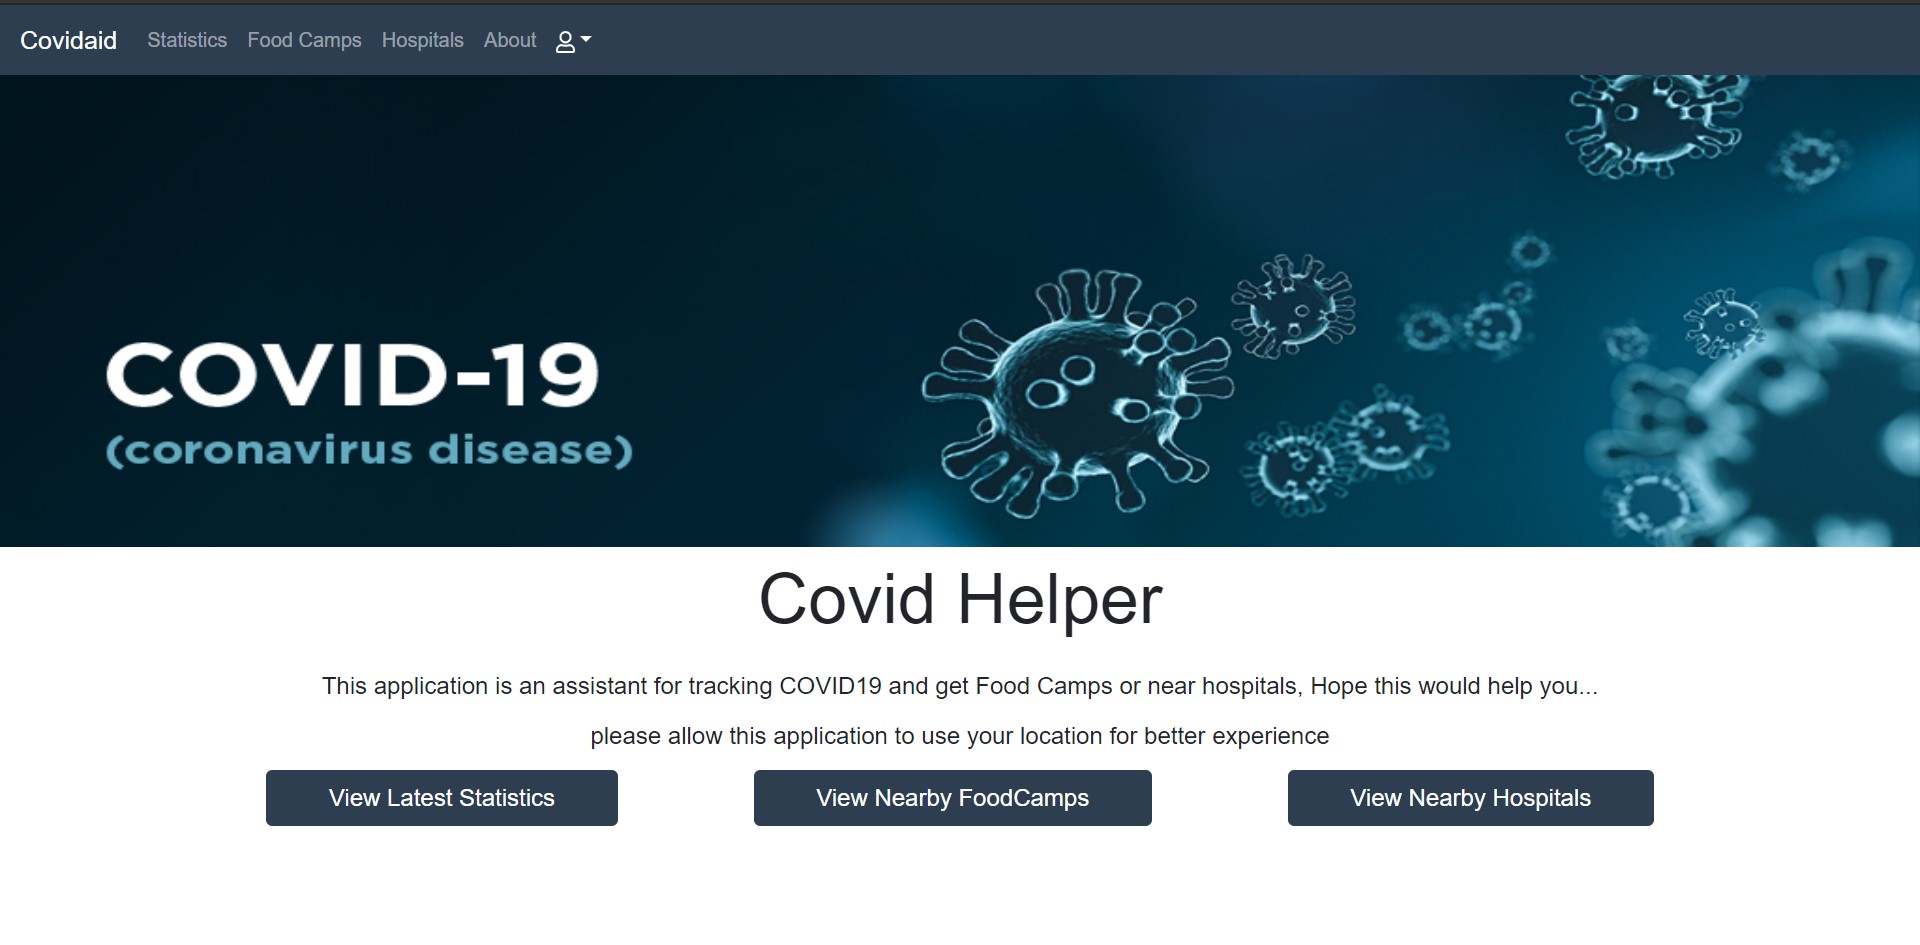 Covidaid Statistics Food Camps Hospitals About
COVID-19
(coronavirus disease)
Covid Helper
This application is an assistant for tracking COVID19 and get Food Camps or near hospitals, Hope this would help you...
please allow this application to use your location for better experience
View Latest Statistics View Nearby FoodCamps View Nearby Hospitals